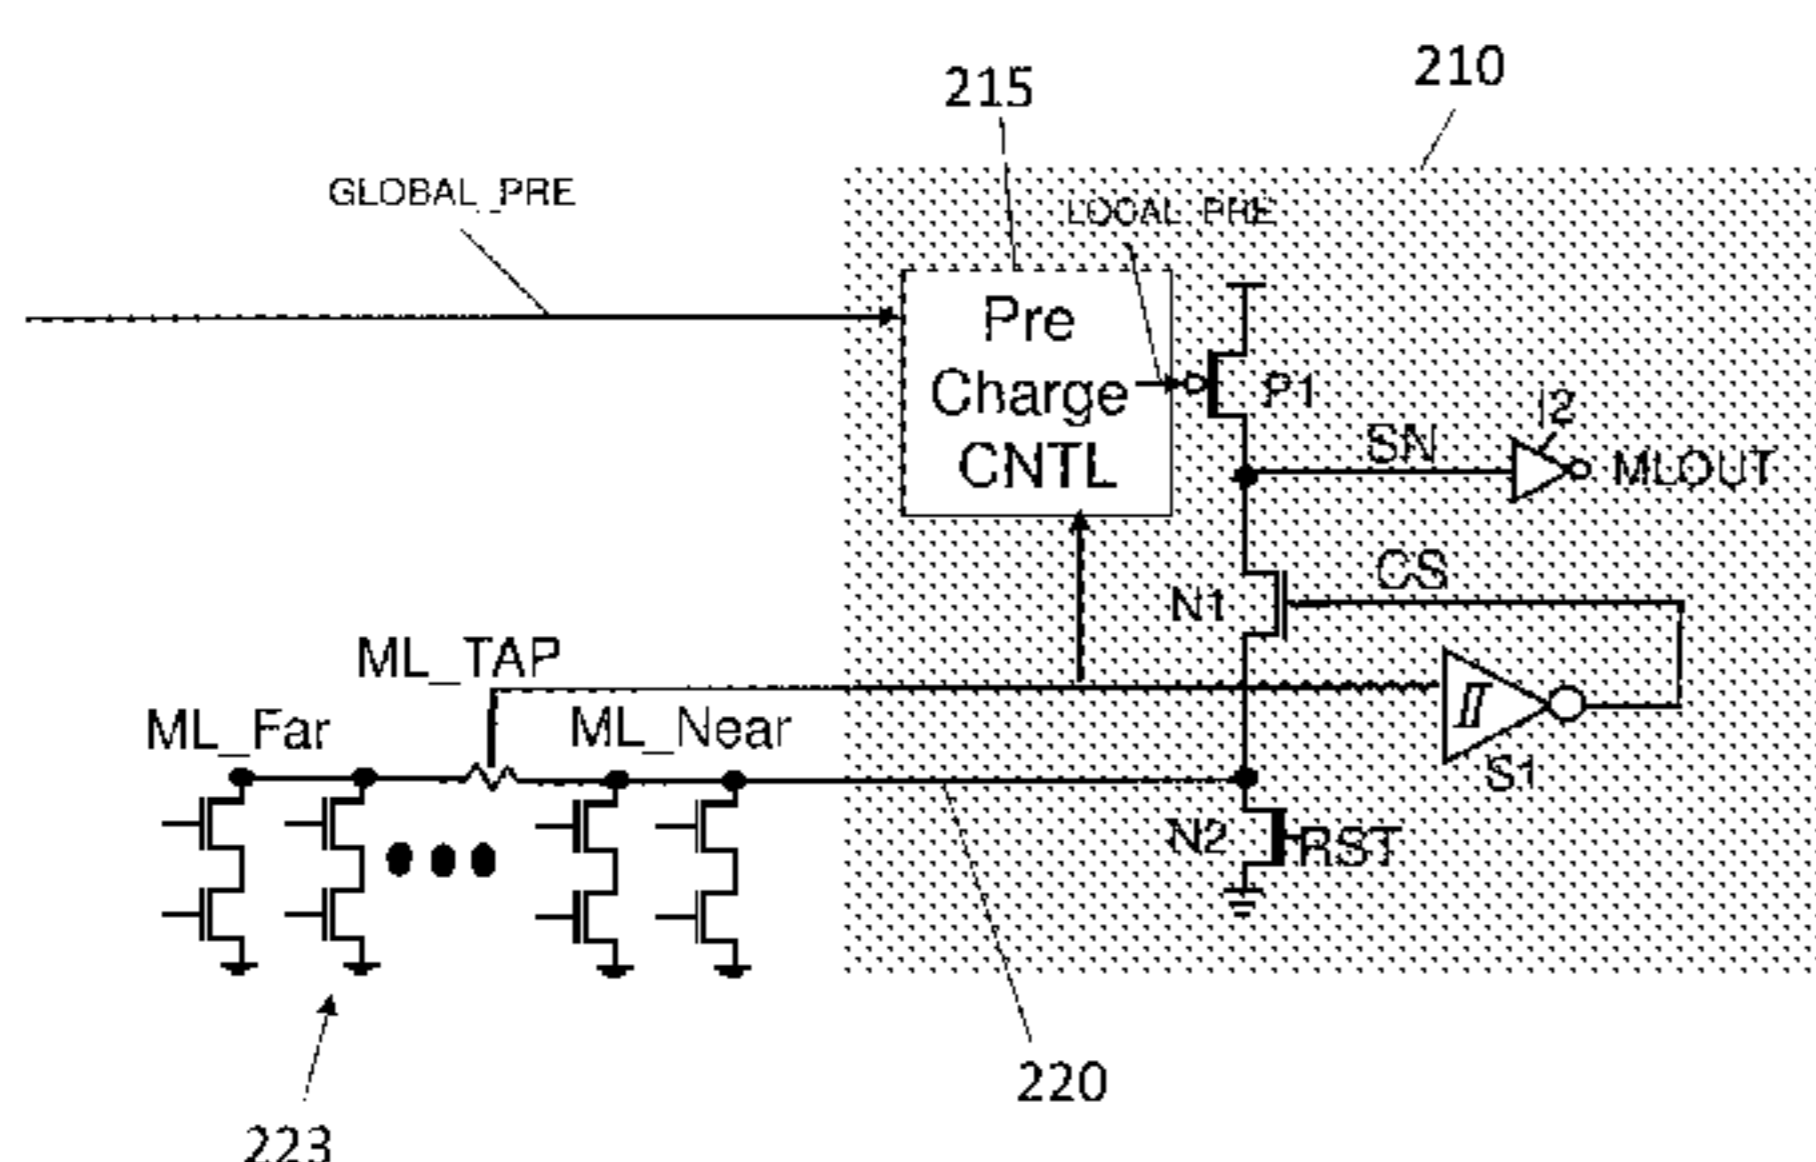 210
215
GLOBAL_PRE
LOCAL_PRE
Pre
Charge
CNTL
P1
I2
SN
MLOUT
CS
N1
ML_TAP
ML_Far
ML_Near
S1
N2
RST
220
223